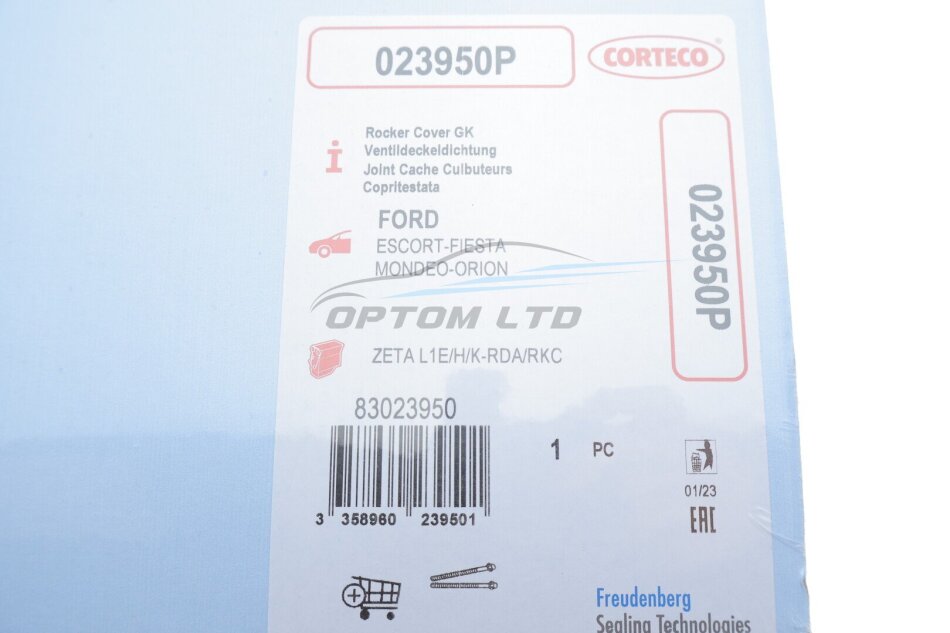 023950P
CORTECO
Rocker Cover GK
Ventildeckeldichtung
Joint Cache Culbuteurs
Copritestata
023950P
FORD
ESCORT-FIESTA
MONDEO-ORION
OPTOM LTD
ZETA L1E/H/K-RDA/RKC
83023950
1 PC
3 358960 239501
01/23
EAC
Freudenberg
Sealing Technologies